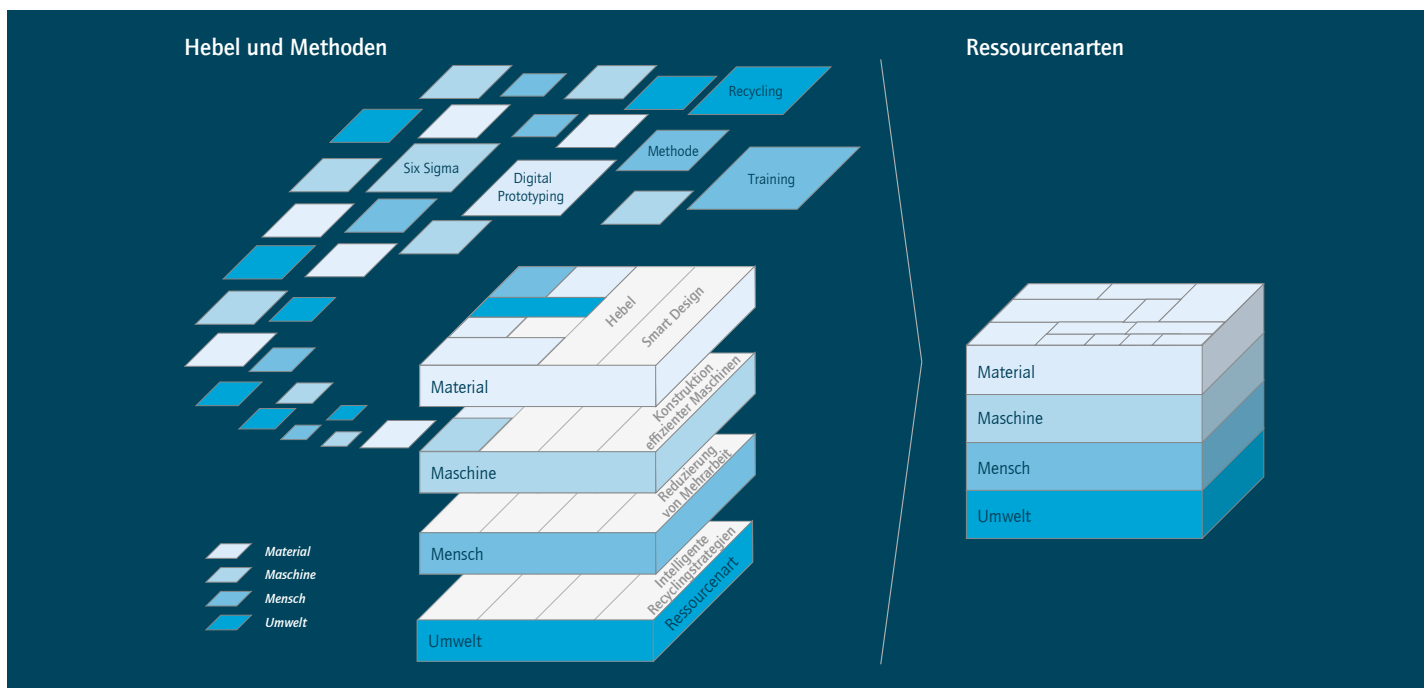 Hebel und Methoden
Ressourcenarten
Recycling
Methode
Six Sigma
Digital
Prototyping
Training
Hebel
Smart Design
Material
Konstruktion
effizienter Maschinen
Maschine
Reduzierung
von Mehrarbeit
Mensch
Intelligente
Recyclingstrategien
Ressourcenart
Umwelt
Material
Maschine
Mensch
Umwelt
Material
Maschine
Mensch
Umwelt